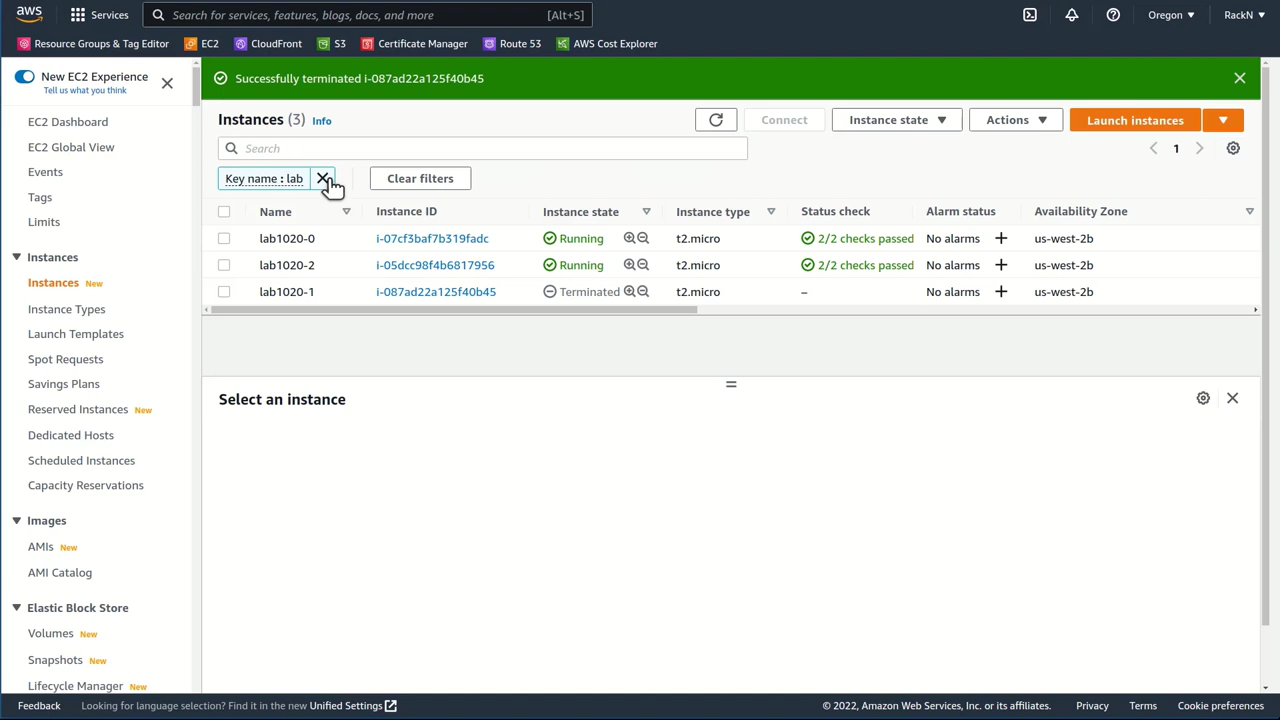 aws Services Search for services, features, blogs, docs, and more [Alt+S] Oregon RackN
Resource Groups & Tag Editor EC2 CloudFront S3 Certificate Manager Route 53 AWS Cost Explorer
New EC2 Experience
Tell us what you think
EC2 Dashboard
EC2 Global View
Events
Tags
Limits
Instances
Instances New
Instance Types
Launch Templates
Spot Requests
Savings Plans
Reserved Instances New
Dedicated Hosts
Scheduled Instances
Capacity Reservations
Images
AMIs New
AMI Catalog
Elastic Block Store
Volumes New
Snapshots New
Lifecycle Manager New
Successfully terminated i-087ad22a125f40b45
Instances (3) Info Connect Instance state Actions Launch instances
Search 1
Key name : lab Clear filters
Name Instance ID Instance state Instance type Status check Alarm status Availability Zone
lab1020-0 i-07cf3baf7b319fadc Running t2.micro 2/2 checks passed No alarms + us-west-2b
lab1020-2 i-05dcc98f4b6817956 Running t2.micro 2/2 checks passed No alarms + us-west-2b
lab1020-1 i-087ad22a125f40b45 Terminated t2.micro – No alarms + us-west-2b
Select an instance
Feedback Looking for language selection? Find it in the new Unified Settings © 2022, Amazon Web Services, Inc. or its affiliates. Privacy Terms Cookie preferences